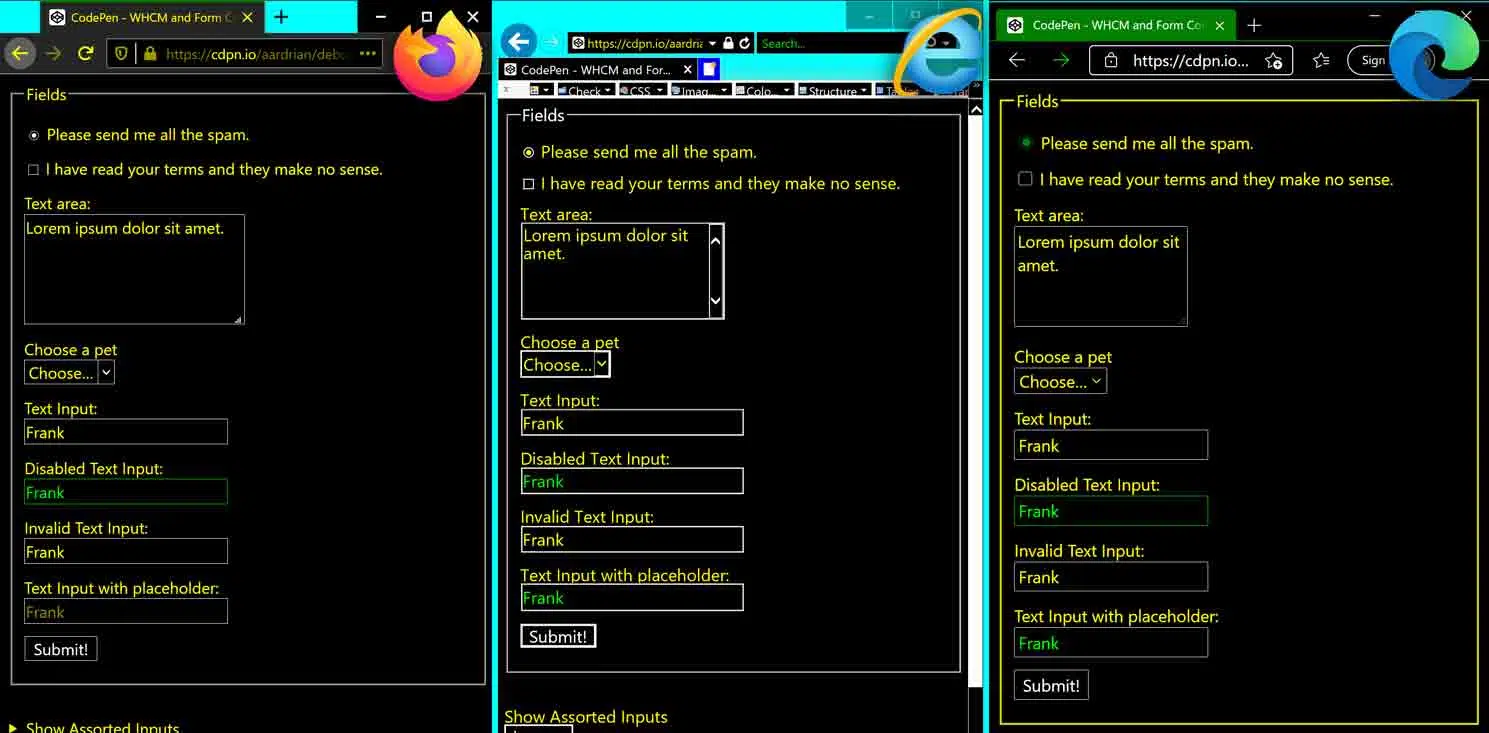 CodePen - WHCM and Form C
https://cdpn.io/aardrian/debu
Fields
Please send me all the spam.
I have read your terms and they make no sense.
Text area:
Lorem ipsum dolor sit amet.
Choose a pet
Choose...
Text Input:
Frank
Disabled Text Input:
Frank
Invalid Text Input:
Frank
Text Input with placeholder:
Frank
Submit!
Show Assorted Inputs
https://cdpn.io/aardria
Search...
CodePen - WHCM and For...
Check CSS Imag... Colo... Structure
Fields
Please send me all the spam.
I have read your terms and they make no sense.
Text area:
Lorem ipsum dolor sit
amet.
Choose a pet
Choose...
Text Input:
Frank
Disabled Text Input:
Frank
Invalid Text Input:
Frank
Text Input with placeholder:
Frank
Submit!
Show Assorted Inputs
CodePen - WHCM and Form Co
https://cdpn.io...
Sign
Fields
Please send me all the spam.
I have read your terms and they make no sense.
Text area:
Lorem ipsum dolor sit
amet.
Choose a pet
Choose...
Text Input:
Frank
Disabled Text Input:
Frank
Invalid Text Input:
Frank
Text Input with placeholder:
Frank
Submit!